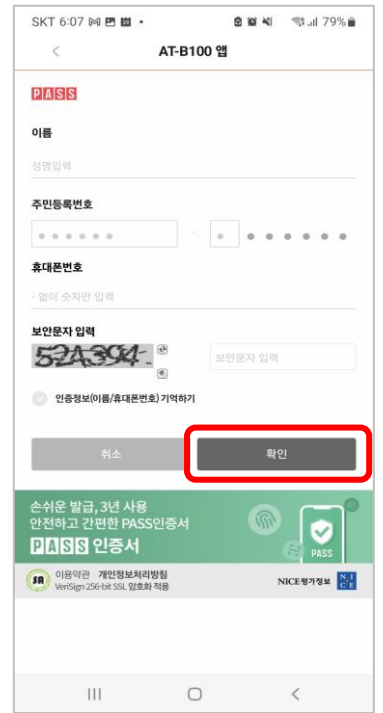 SKT 6:07
79%
AT-B100 앱
PASS
이름
성명입력
주민등록번호
-
휴대폰번호
- 없이 숫자만 입력
보안문자 입력
보안문자 입력
인증정보(이름/휴대폰번호) 기억하기
취소
확인
손쉬운 발급, 3년 사용
안전하고 간편한 PASS인증서
PASS 인증서
PASS
이용약관 개인정보처리방침
VeriSign 256-bit SSL 암호화 적용
NICE평가정보
NICE